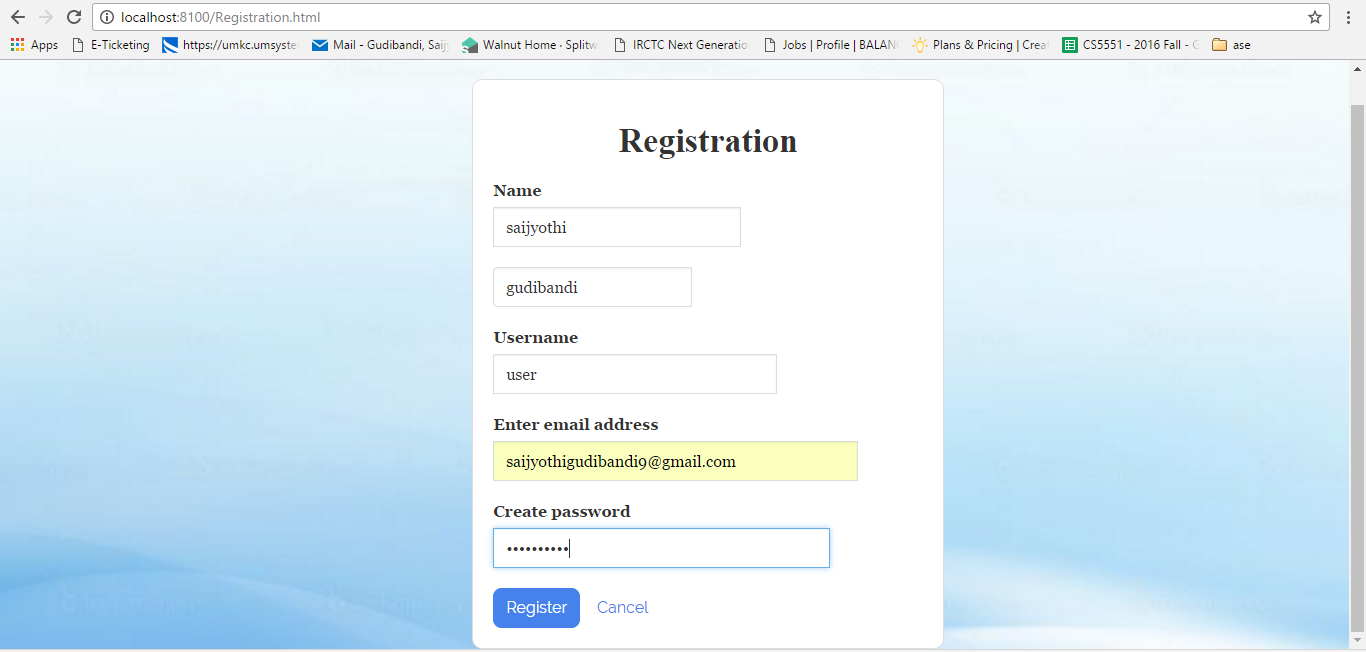 localhost:8100/Registration.html
Apps E-Ticketing https://umkc.umsyste Mail - Gudibandi, Saij Walnut Home · Splitw IRCTC Next Generatio Jobs | Profile | BALAN Plans & Pricing | Crea CS5551 - 2016 Fall - G ase
Registration
Name
saijyothi
gudibandi
Username
user
Enter email address
saijyothigudibandi9@gmail.com
Create password
••••••••••
Register Cancel